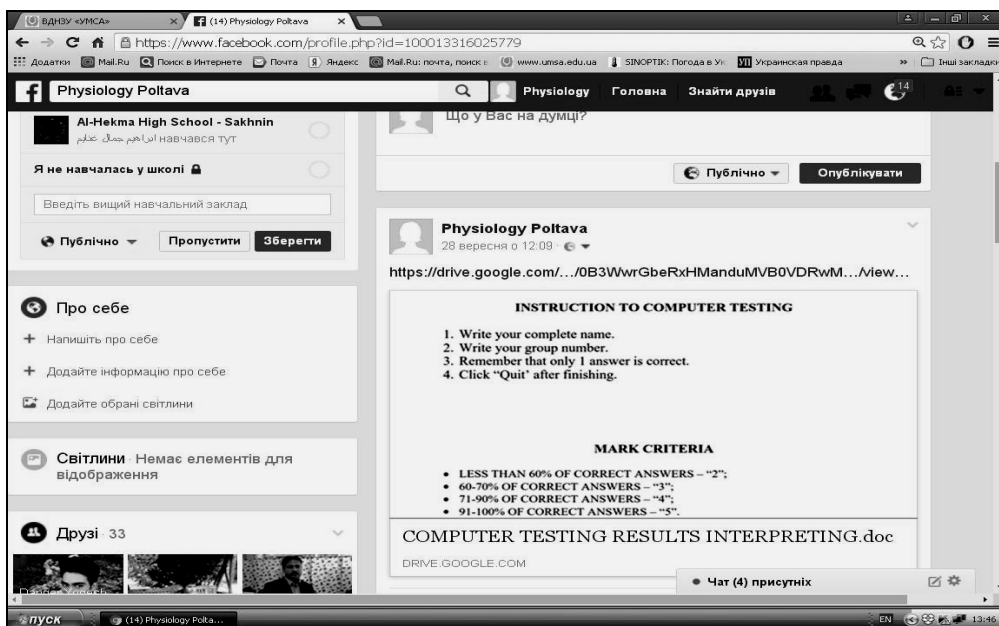 ВДНЗУ «УМСА»
(14) Physiology Poltava
https://www.facebook.com/profile.php?id=100013316025779
Додатки Mail.Ru Поиск в Интернете Почта Яндекс Mail.Ru: почта, поиск в www.umsa.edu.ua SINOPTIK: Погода в Ук Украинская правда Інші закладки
Physiology Poltava Physiology Головна Знайти друзів 14
Al-Hekma High School - Sakhnin
навчався тут
Я не навчалась у школі
Введіть вищий навчальний заклад
Публічно Пропустити Зберегти
Про себе
+ Напишіть про себе
+ Додайте інформацію про себе
Додайте обрані світлини
Світлини · Немає елементів для
відображення
Друзі · 33
Що у Вас на думці?
Публічно Опублікувати
Physiology Poltava
28 вересня о 12:09 ·
https://drive.google.com/.../0B3WwrGbeRxHManduMVB0VDRwM.../view...
INSTRUCTION TO COMPUTER TESTING
1. Write your complete name.
2. Write your group number.
3. Remember that only 1 answer is correct.
4. Click “Quit’ after finishing.
MARK CRITERIA
• LESS THAN 60% OF CORRECT ANSWERS – “2”;
• 60-70% OF CORRECT ANSWERS – “3”;
• 71-90% OF CORRECT ANSWERS – “4”;
• 91-100% OF CORRECT ANSWERS – “5”.
COMPUTER TESTING RESULTS INTERPRETING.doc
DRIVE.GOOGLE.COM
Чат (4) присутніх
пуск (14) Physiology Polta... EN 13:46